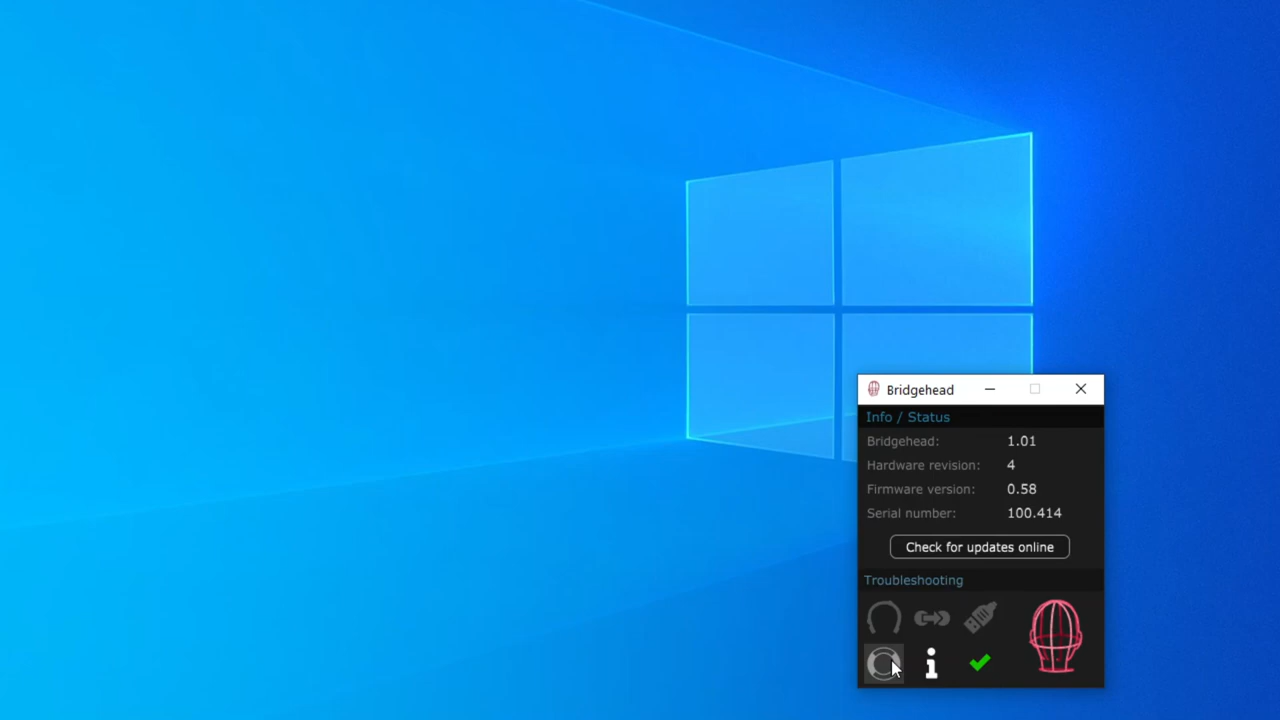 Bridgehead
Info / Status
Bridgehead: 1.01
Hardware revision: 4
Firmware version: 0.58
Serial number: 100.414
Check for updates online
Troubleshooting